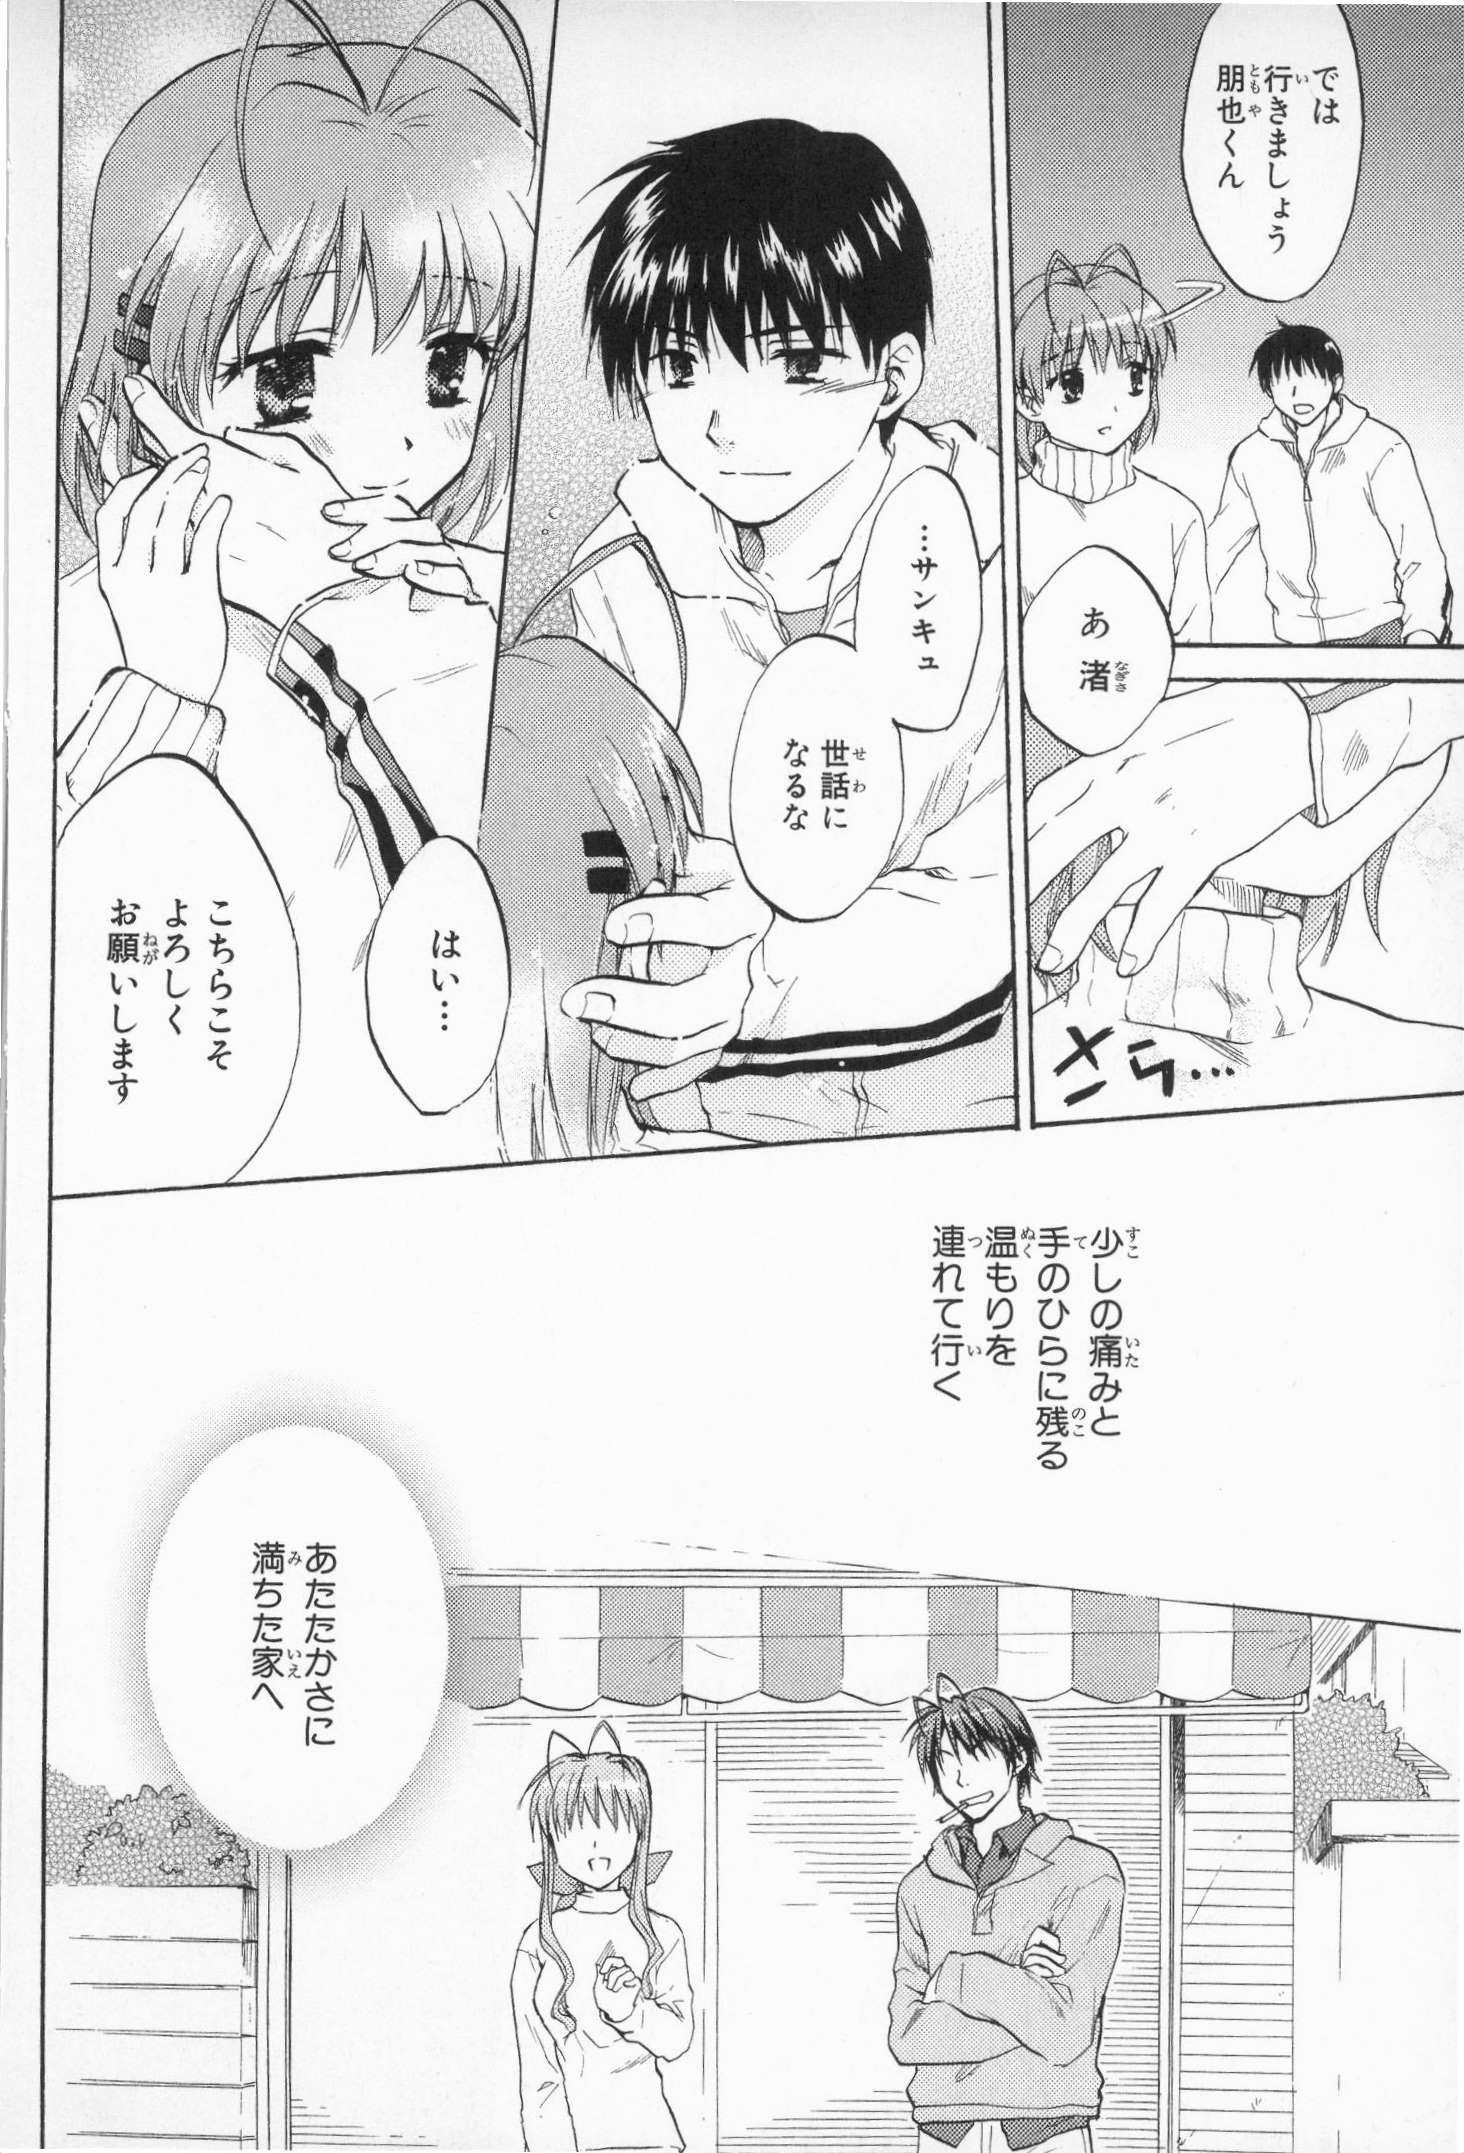 では
行きましょう
朋也くん
あ
渚
さら…
…サンキュ
世話に
なるな
はい…
こちらこそ
よろしく
お願いします
少しの痛みと
手のひらに残る
温もりを
連れて行く
あたたかさに
満ちた家へ